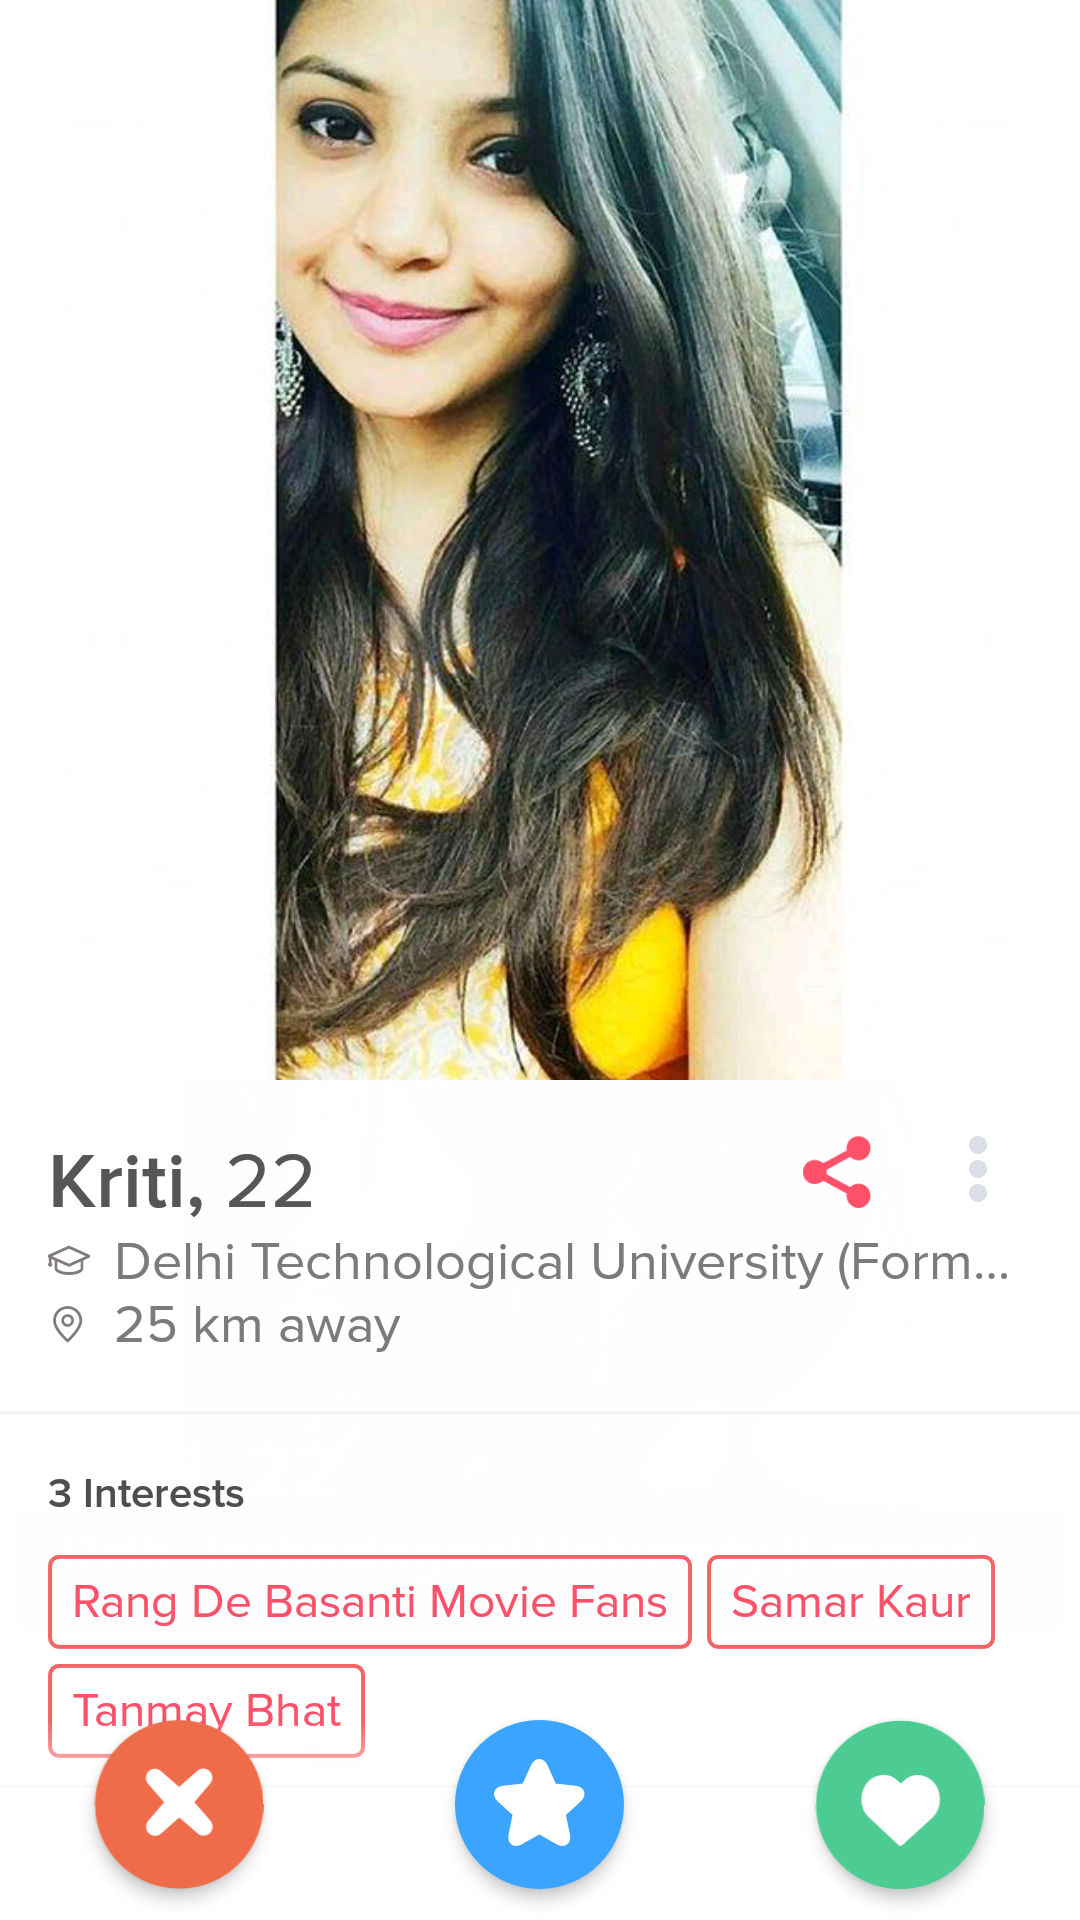 Kriti, 22
Delhi Technological University (Form...
25 km away
3 Interests
Rang De Basanti Movie Fans
Samar Kaur
Tanmay Bhat